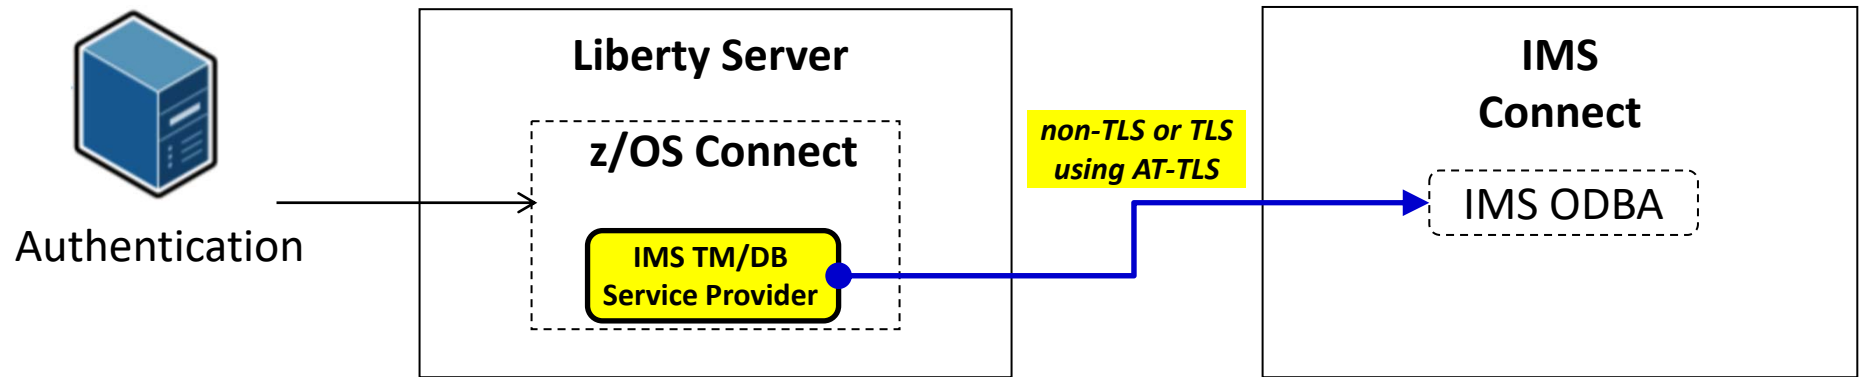 Authentication
Liberty Server
z/OS Connect
IMS TM/DB
Service Provider
non-TLS or TLS
using AT-TLS
IMS
Connect
IMS ODBA